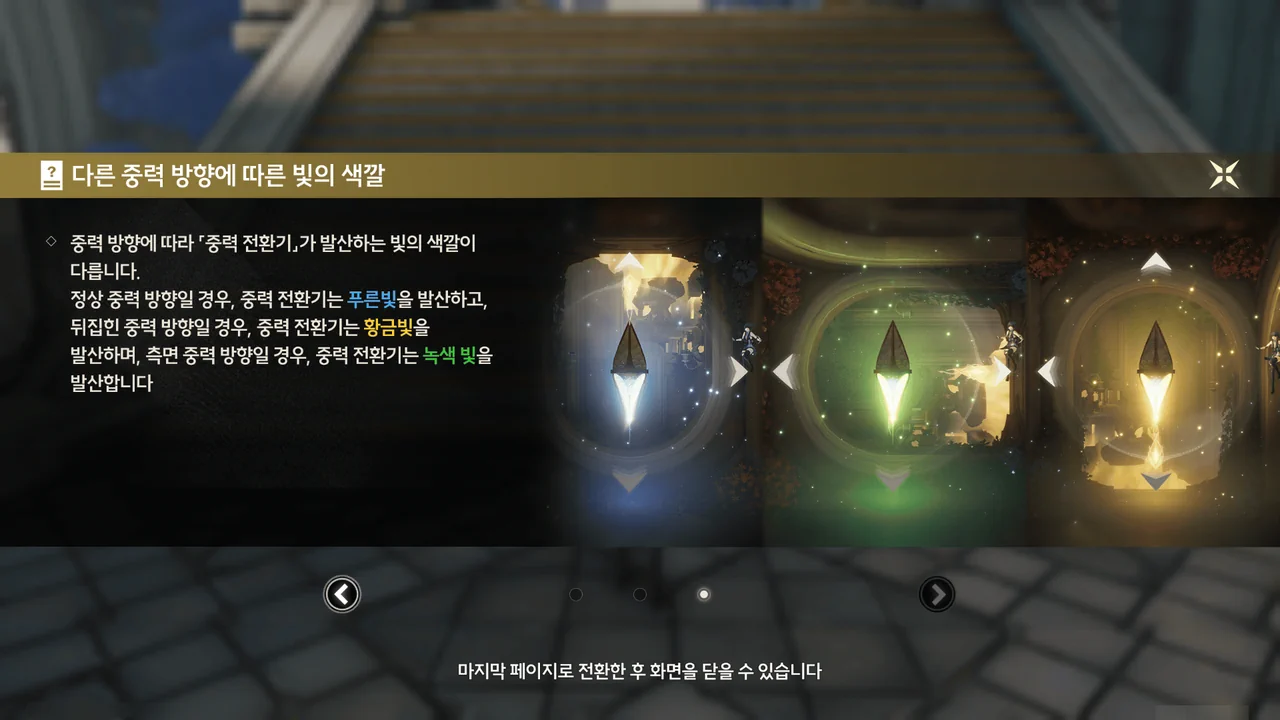 다른 중력 방향에 따른 빛의 색깔
중력 방향에 따라 「중력 전환기」가 발산하는 빛의 색깔이
다릅니다.
정상 중력 방향일 경우, 중력 전환기는 푸른빛을 발산하고,
뒤집힌 중력 방향일 경우, 중력 전환기는 황금빛을
발산하며, 측면 중력 방향일 경우, 중력 전환기는 녹색 빛을
발산합니다
마지막 페이지로 전환한 후 화면을 닫을 수 있습니다